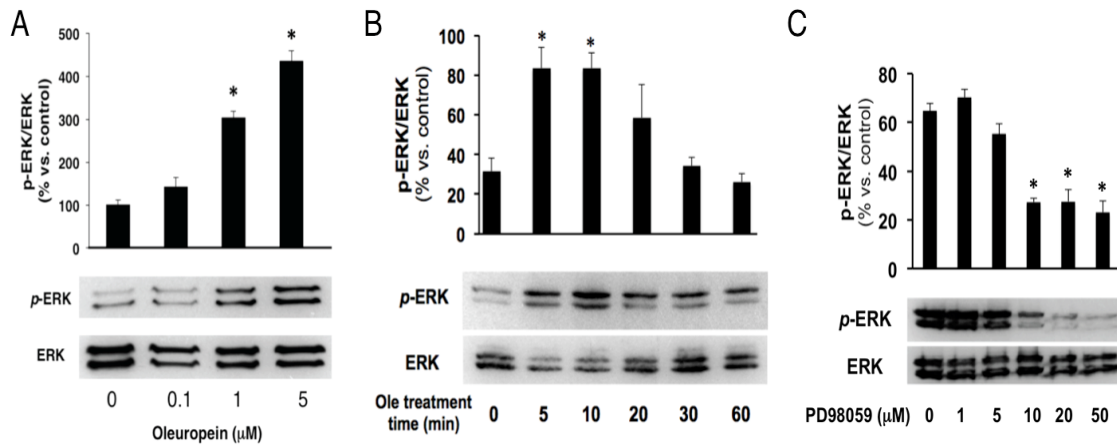 A
p-ERK/ERK
(% vs. control)
500
400
300
200
100
0
*
*
p-ERK
ERK
0 0.1 1 5
Oleuropein (µM)
B
p-ERK/ERK
(% vs. control)
100
80
60
40
20
0
* *
p-ERK
ERK
Ole treatment
time (min)
0 5 10 20 30 60
C
p-ERK/ERK
(% vs. control)
80
60
40
20
0
* * *
p-ERK
ERK
PD98059 (µM) 0 1 5 10 20 50